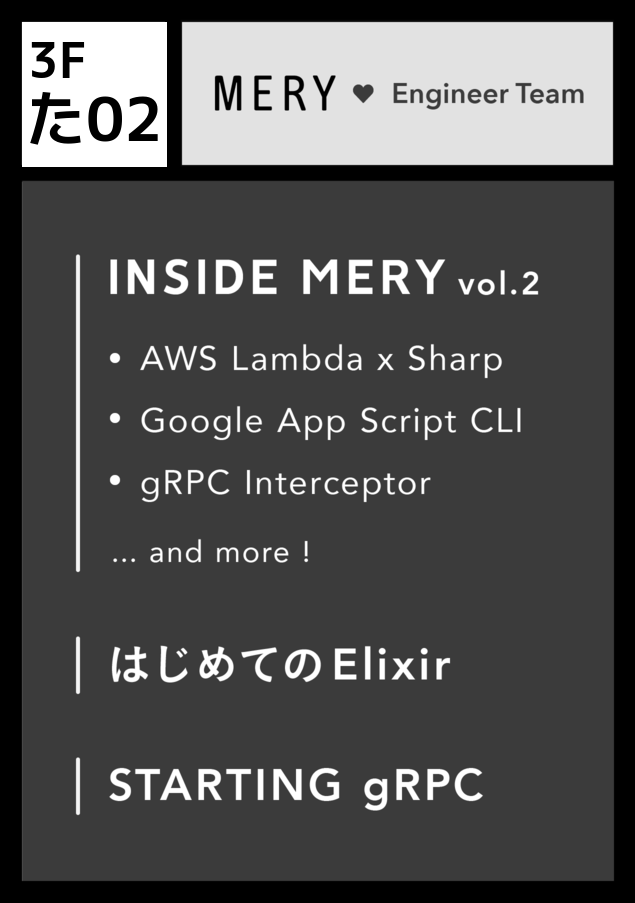 3F
た02
MERY ♥ Engineer Team
INSIDE MERY vol.2
• AWS Lambda x Sharp
• Google App Script CLI
• gRPC Interceptor
... and more !
はじめてのElixir
STARTING gRPC